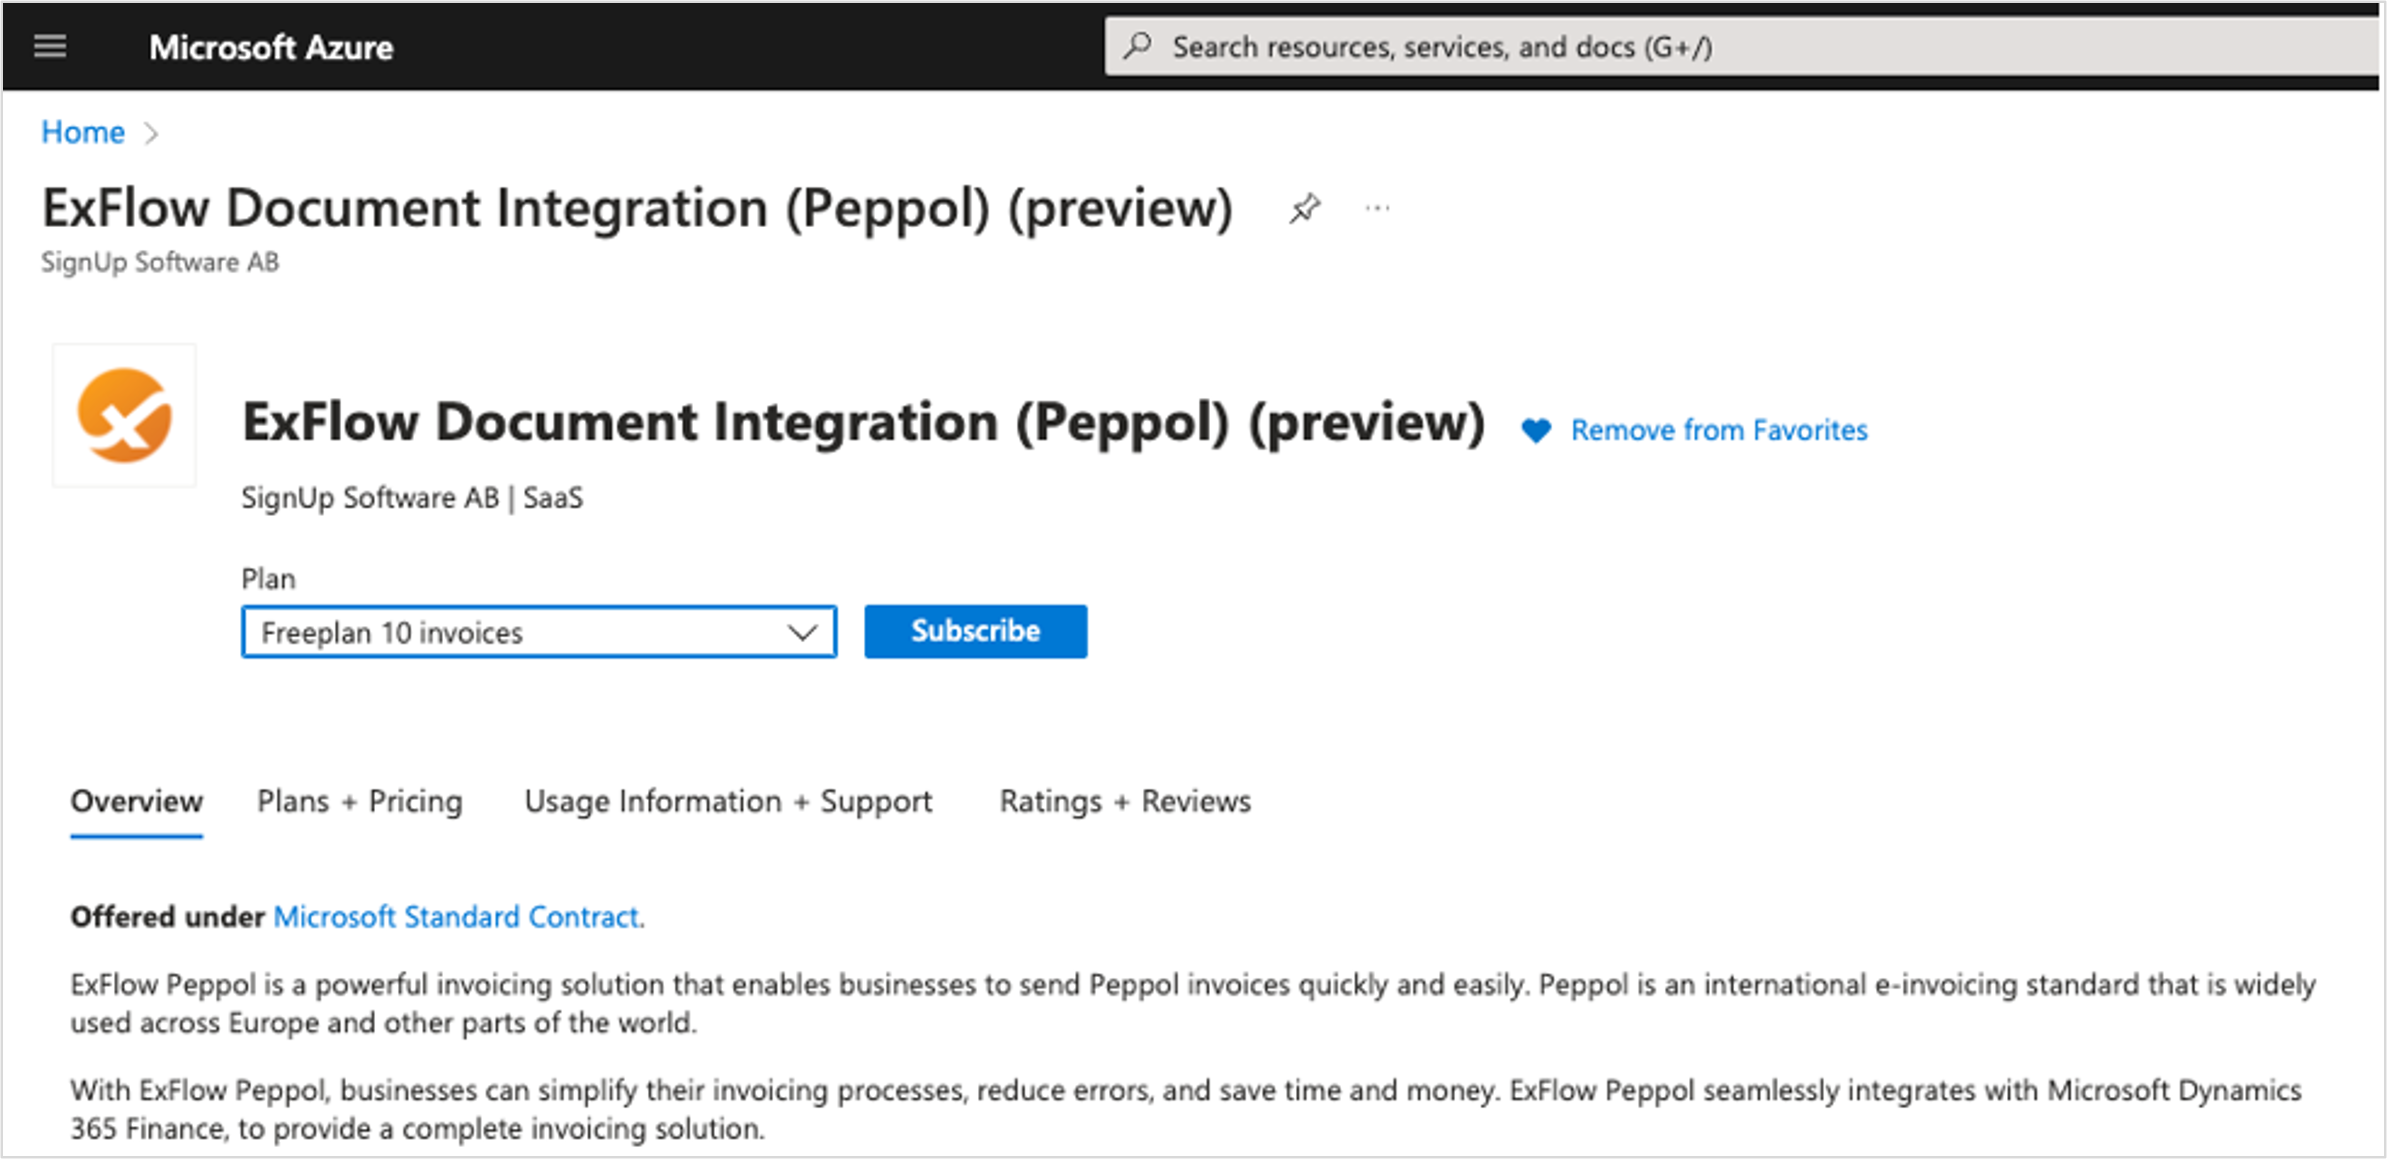 Microsoft Azure
Search resources, services, and docs (G+/)
Home
ExFlow Document Integration (Peppol) (preview)
SignUp Software AB
ExFlow Document Integration (Peppol) (preview)
Remove from Favorites
SignUp Software AB | SaaS
Plan
Freeplan 10 invoices
Subscribe
Overview
Plans + Pricing
Usage Information + Support
Ratings + Reviews
Offered under Microsoft Standard Contract.
ExFlow Peppol is a powerful invoicing solution that enables businesses to send Peppol invoices quickly and easily. Peppol is an international e-invoicing standard that is widely
used across Europe and other parts of the world.
With ExFlow Peppol, businesses can simplify their invoicing processes, reduce errors, and save time and money. ExFlow Peppol seamlessly integrates with Microsoft Dynamics
365 Finance, to provide a complete invoicing solution.